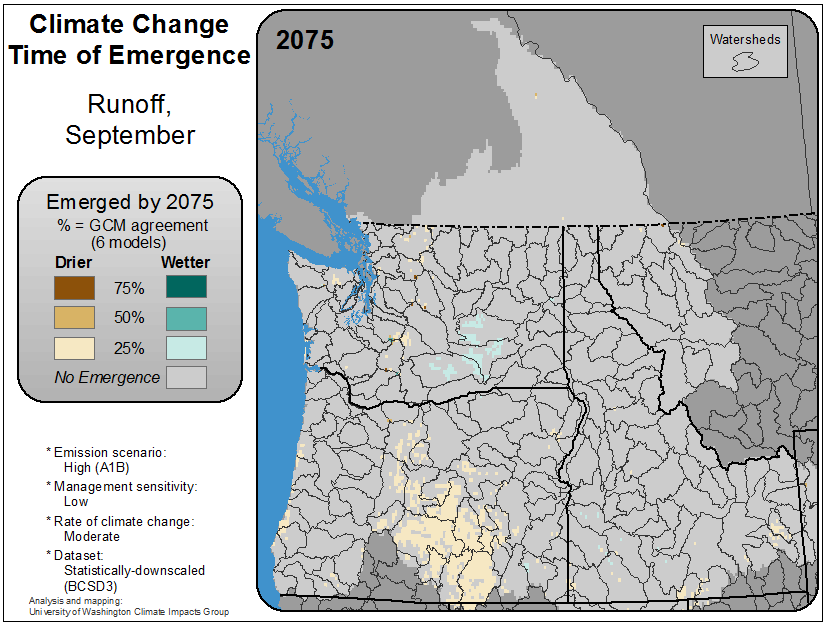 Climate Change
Time of Emergence
Runoff,
September
Emerged by 2075
% = GCM agreement
(6 models)
Drier Wetter
75%
50%
25%
No Emergence
* Emission scenario:
High (A1B)
* Management sensitivity:
Low
* Rate of climate change:
Moderate
* Dataset:
Statistically-downscaled
(BCSD3)
Analysis and mapping:
University of Washington Climate Impacts Group
2075
Watersheds